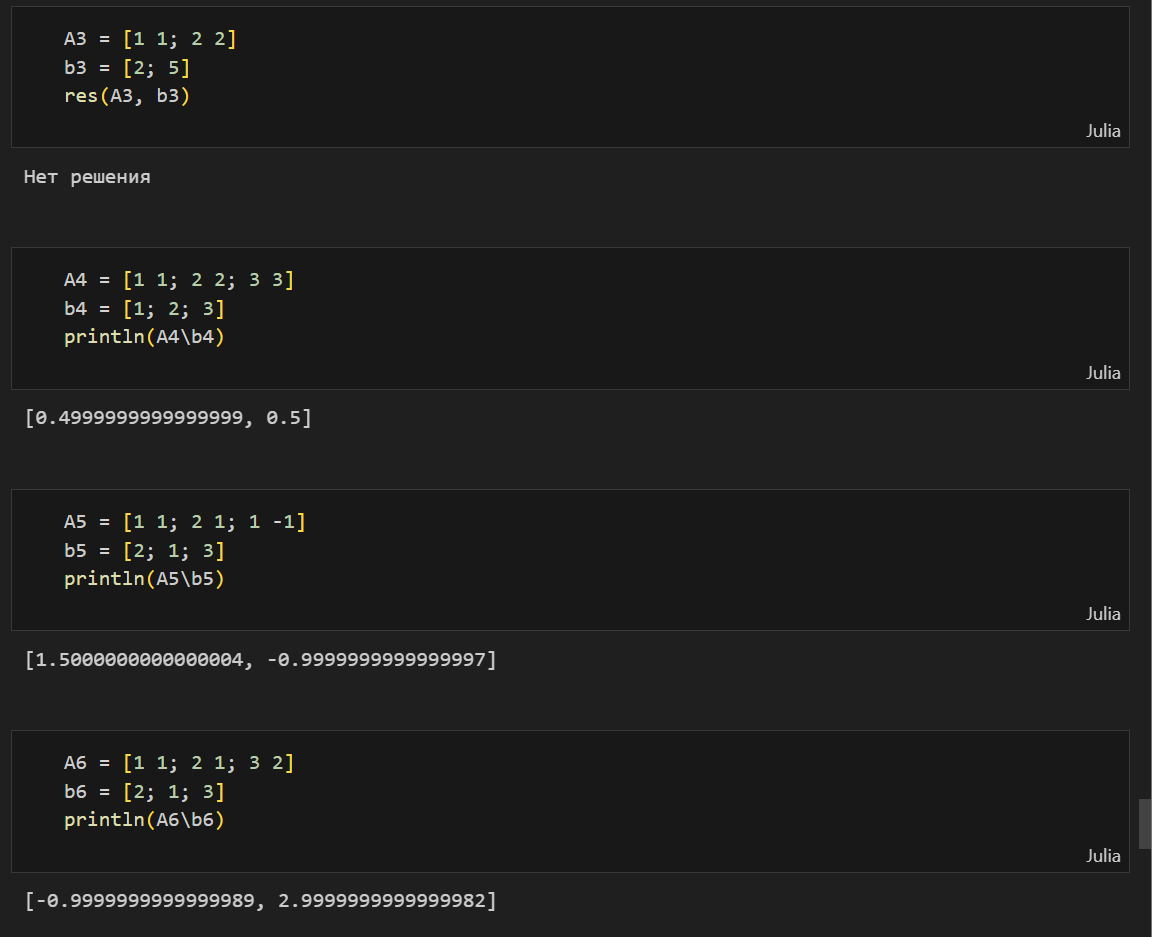 A3 = [1 1; 2 2]
b3 = [2; 5]
res(A3, b3)
Julia
Нет решения
A4 = [1 1; 2 2; 3 3]
b4 = [1; 2; 3]
println(A4\b4)
Julia
[0.4999999999999999, 0.5]
A5 = [1 1; 2 1; 1 -1]
b5 = [2; 1; 3]
println(A5\b5)
Julia
[1.5000000000000004, -0.9999999999999997]
A6 = [1 1; 2 1; 3 2]
b6 = [2; 1; 3]
println(A6\b6)
Julia
[-0.9999999999999989, 2.9999999999999982]